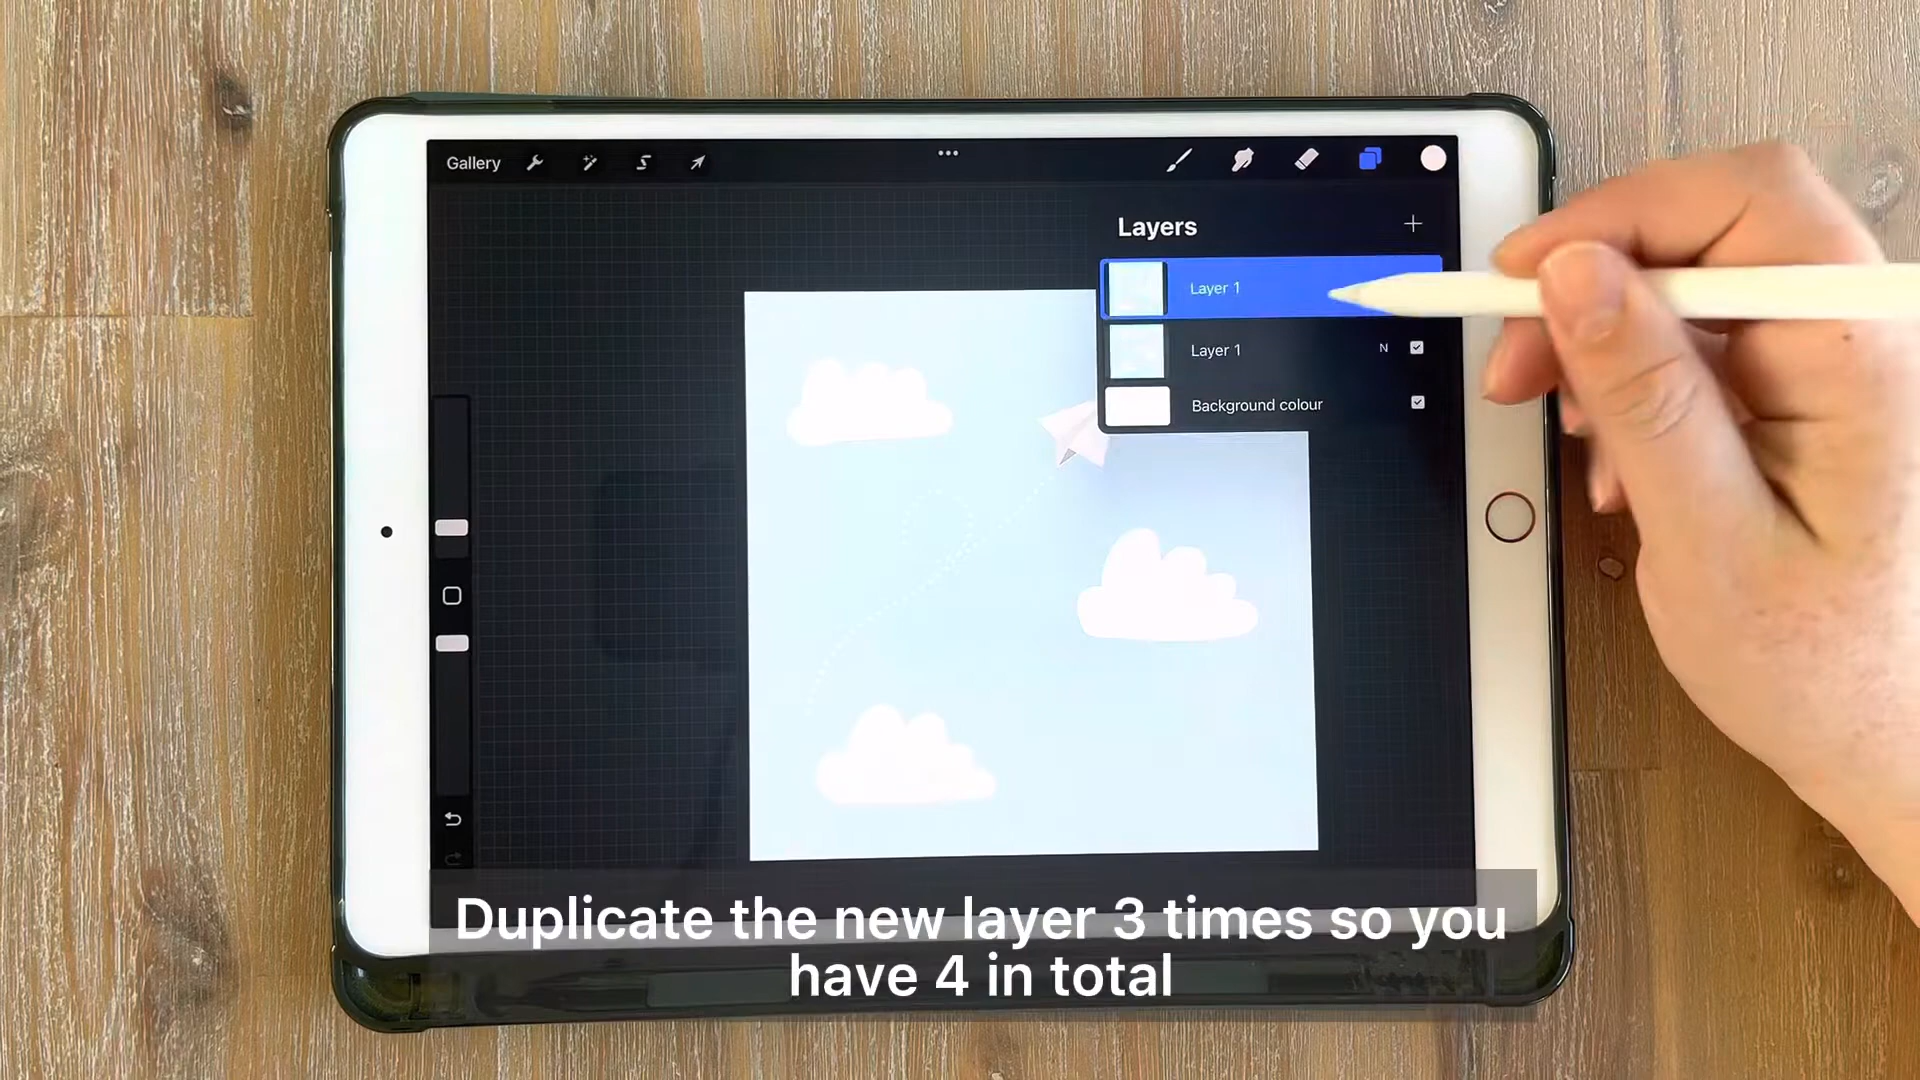 Gallery
Layers
Layer 1
Layer 1 N
Background colour
Duplicate the new layer 3 times so you
have 4 in total